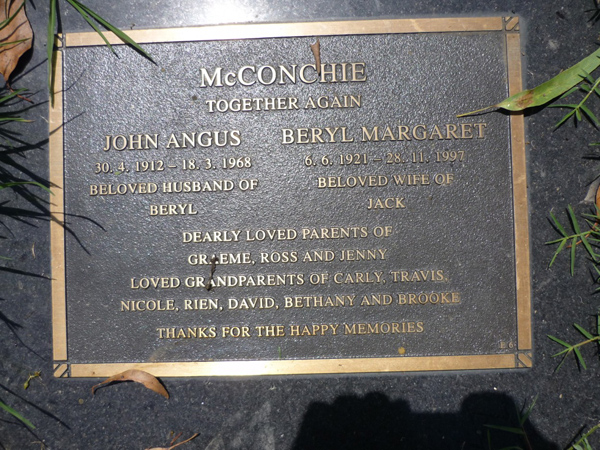 McCONCHIE
TOGETHER AGAIN
JOHN ANGUS
30. 4. 1912 – 18. 3. 1968
BELOVED HUSBAND OF
BERYL
BERYL MARGARET
6. 6. 1921 – 28. 11. 1997
BELOVED WIFE OF
JACK
DEARLY LOVED PARENTS OF
GRAEME, ROSS AND JENNY
LOVED GRANDPARENTS OF CARLY, TRAVIS,
NICOLE, RIEN, DAVID, BETHANY AND BROOKE
THANKS FOR THE HAPPY MEMORIES